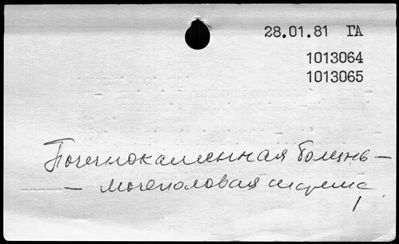 28.01.81 ГА
1013064
1013065
Почечнокаменная болезнь –
– мочеполовая система